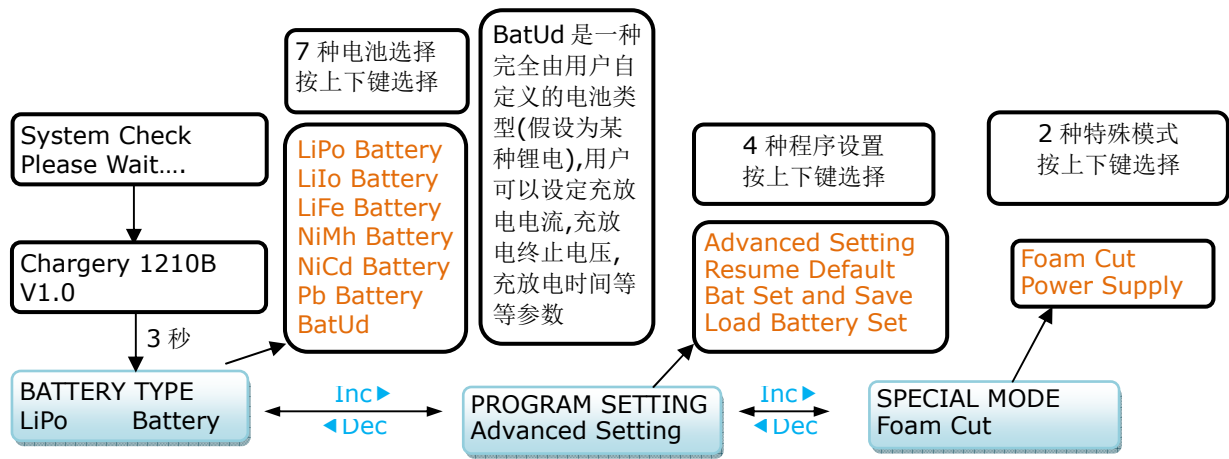 System Check
Please Wait....
Chargery 1210B
V1.0
3 秒
BATTERY TYPE
LiPo Battery
7 种电池选择
按上下键选择
LiPo Battery
LiIo Battery
LiFe Battery
NiMh Battery
NiCd Battery
Pb Battery
BatUd
BatUd 是一种
完全由用户自
定义的电池类
型(假设为某
种锂电),用户
可以设定充放
电电流,充放
电终止电压,
充放电时间等
等参数
Inc▶
◀Dec
4 种程序设置
按上下键选择
Advanced Setting
Resume Default
Bat Set and Save
Load Battery Set
PROGRAM SETTING
Advanced Setting
Inc▶
◀Dec
2 种特殊模式
按上下键选择
Foam Cut
Power Supply
SPECIAL MODE
Foam Cut